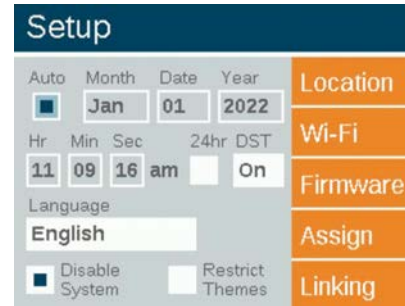 Setup
Auto Month Date Year
Jan 01 2022
Hr Min Sec 24hr DST
11 09 16 am On
Language
English
Disable System
Restrict Themes
Location
Wi-Fi
Firmware
Assign
Linking